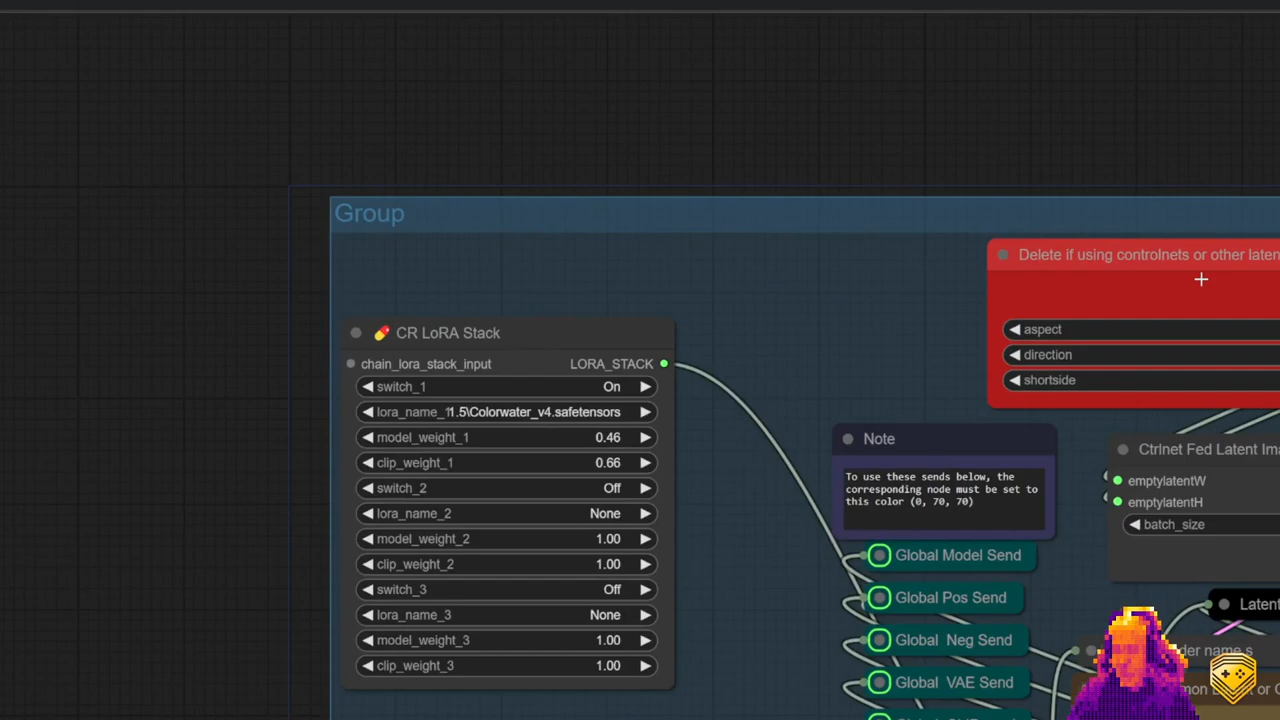 Group
Delete if using controlnets or other laten
aspect
direction
shortside
CR LoRA Stack
chain_lora_stack_input LORA_STACK
switch_1 On
lora_name_1 1.5\Colorwater_v4.safetensors
model_weight_1 0.46
clip_weight_1 0.66
switch_2 Off
lora_name_2 None
model_weight_2 1.00
clip_weight_2 1.00
switch_3 Off
lora_name_3 None
model_weight_3 1.00
clip_weight_3 1.00
Note
To use these sends below, the
corresponding node must be set to
this color (0, 70, 70)
Global Model Send
Global Pos Send
Global Neg Send
Global VAE Send
Ctrlnet Fed Latent Ima
emptylatentW
emptylatentH
batch_size
Latent
der name s